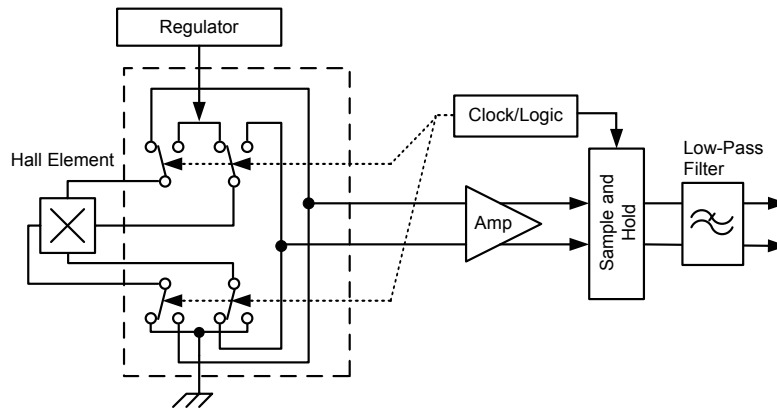 Regulator
Clock/Logic
Hall Element
Low-Pass
Filter
Amp
Sample and
Hold